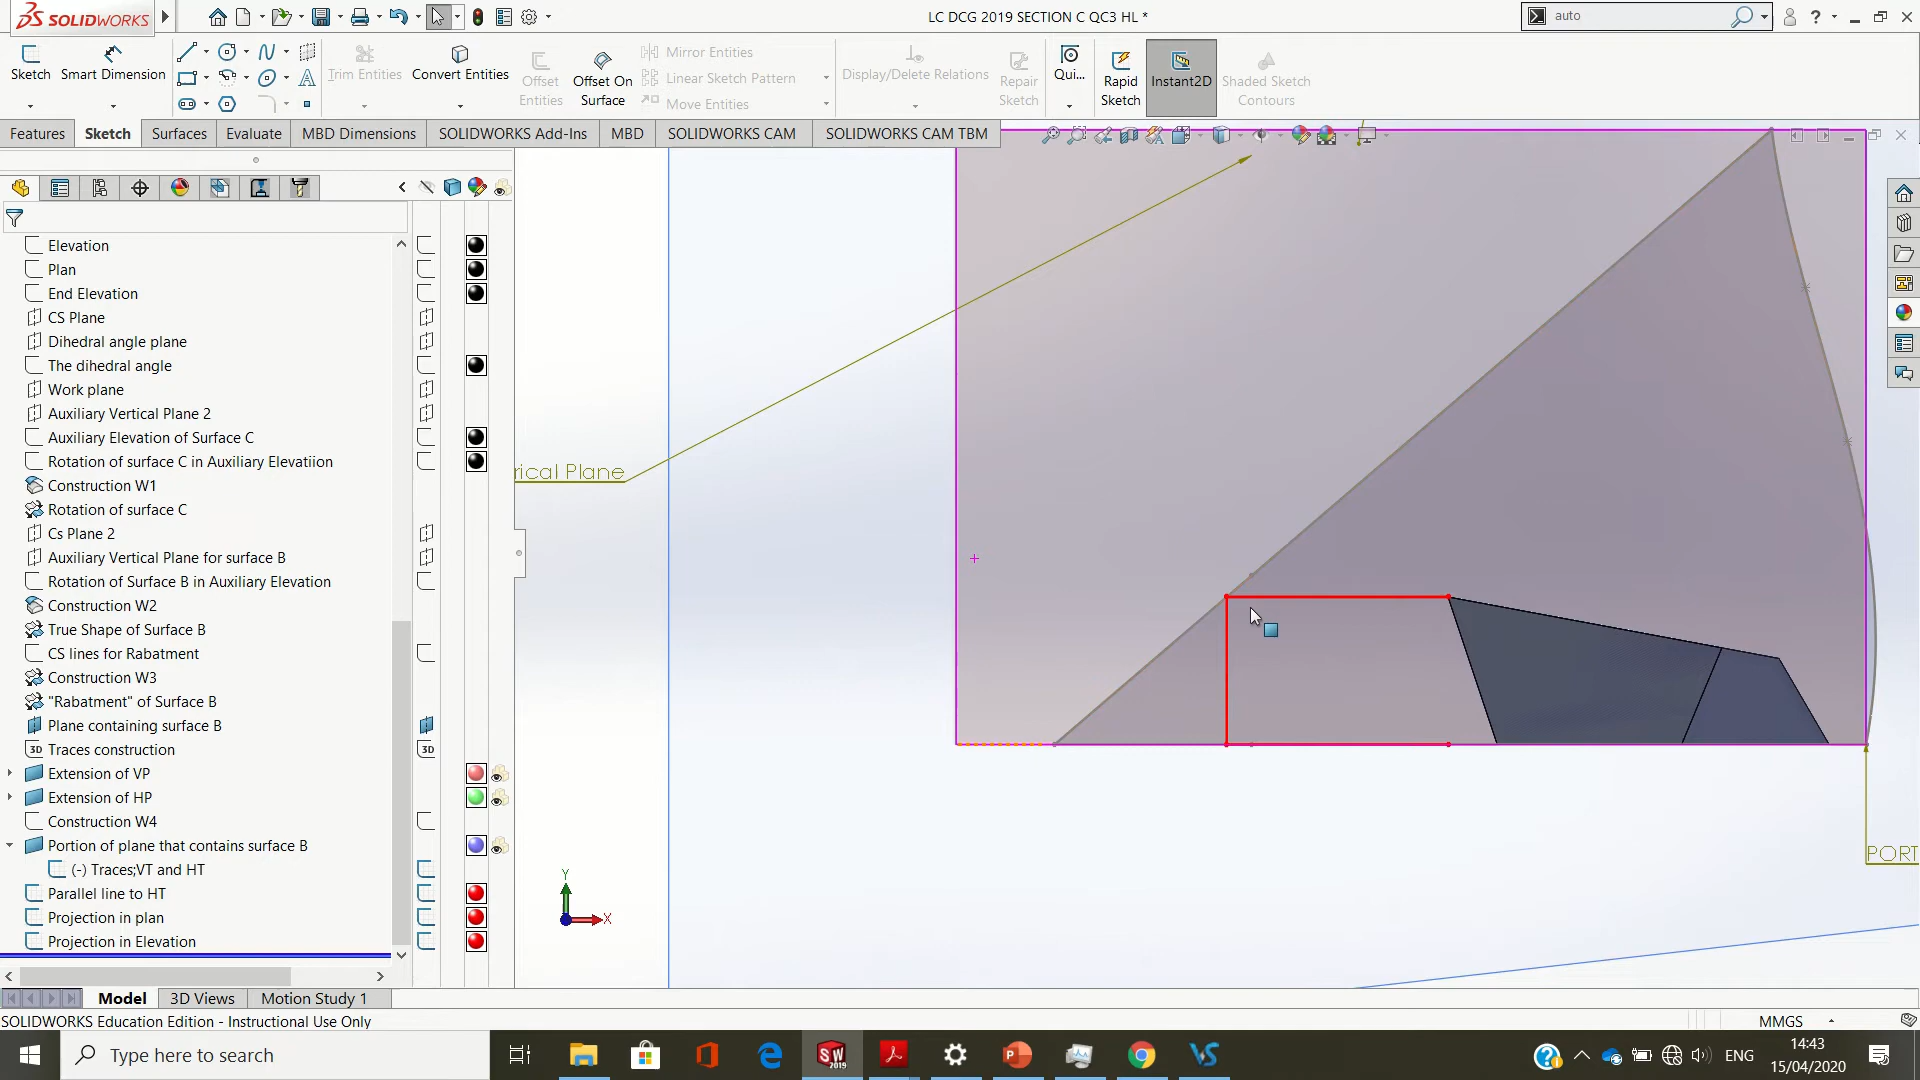 SOLIDWORKS
LC DCG 2019 SECTION C QC3 HL *
auto
Sketch
Smart Dimension
Trim Entities
Convert Entities
Offset Entities
Offset On Surface
Mirror Entities
Linear Sketch Pattern
Move Entities
Display/Delete Relations
Repair Sketch
Qui...
Rapid Sketch
Instant2D
Shaded Sketch Contours
Features
Sketch
Surfaces
Evaluate
MBD Dimensions
SOLIDWORKS Add-Ins
MBD
SOLIDWORKS CAM
SOLIDWORKS CAM TBM
Elevation
Plan
End Elevation
CS Plane
Dihedral angle plane
The dihedral angle
Work plane
Auxiliary Vertical Plane 2
Auxiliary Elevation of Surface C
Rotation of surface C in Auxiliary Elevatiion
Construction W1
Rotation of surface C
Cs Plane 2
Auxiliary Vertical Plane for surface B
Rotation of Surface B in Auxiliary Elevation
Construction W2
True Shape of Surface B
CS lines for Rabatment
Construction W3
"Rabatment" of Surface B
Plane containing surface B
3D Traces construction
Extension of VP
Extension of HP
Construction W4
Portion of plane that contains surface B
(-) Traces;VT and HT
Parallel line to HT
Projection in plan
Projection in Elevation
3D
rical Plane
PORT
Y
X
Model
3D Views
Motion Study 1
SOLIDWORKS Education Edition - Instructional Use Only
MMGS
Type here to search
SW 2019
ENG
14:43
15/04/2020